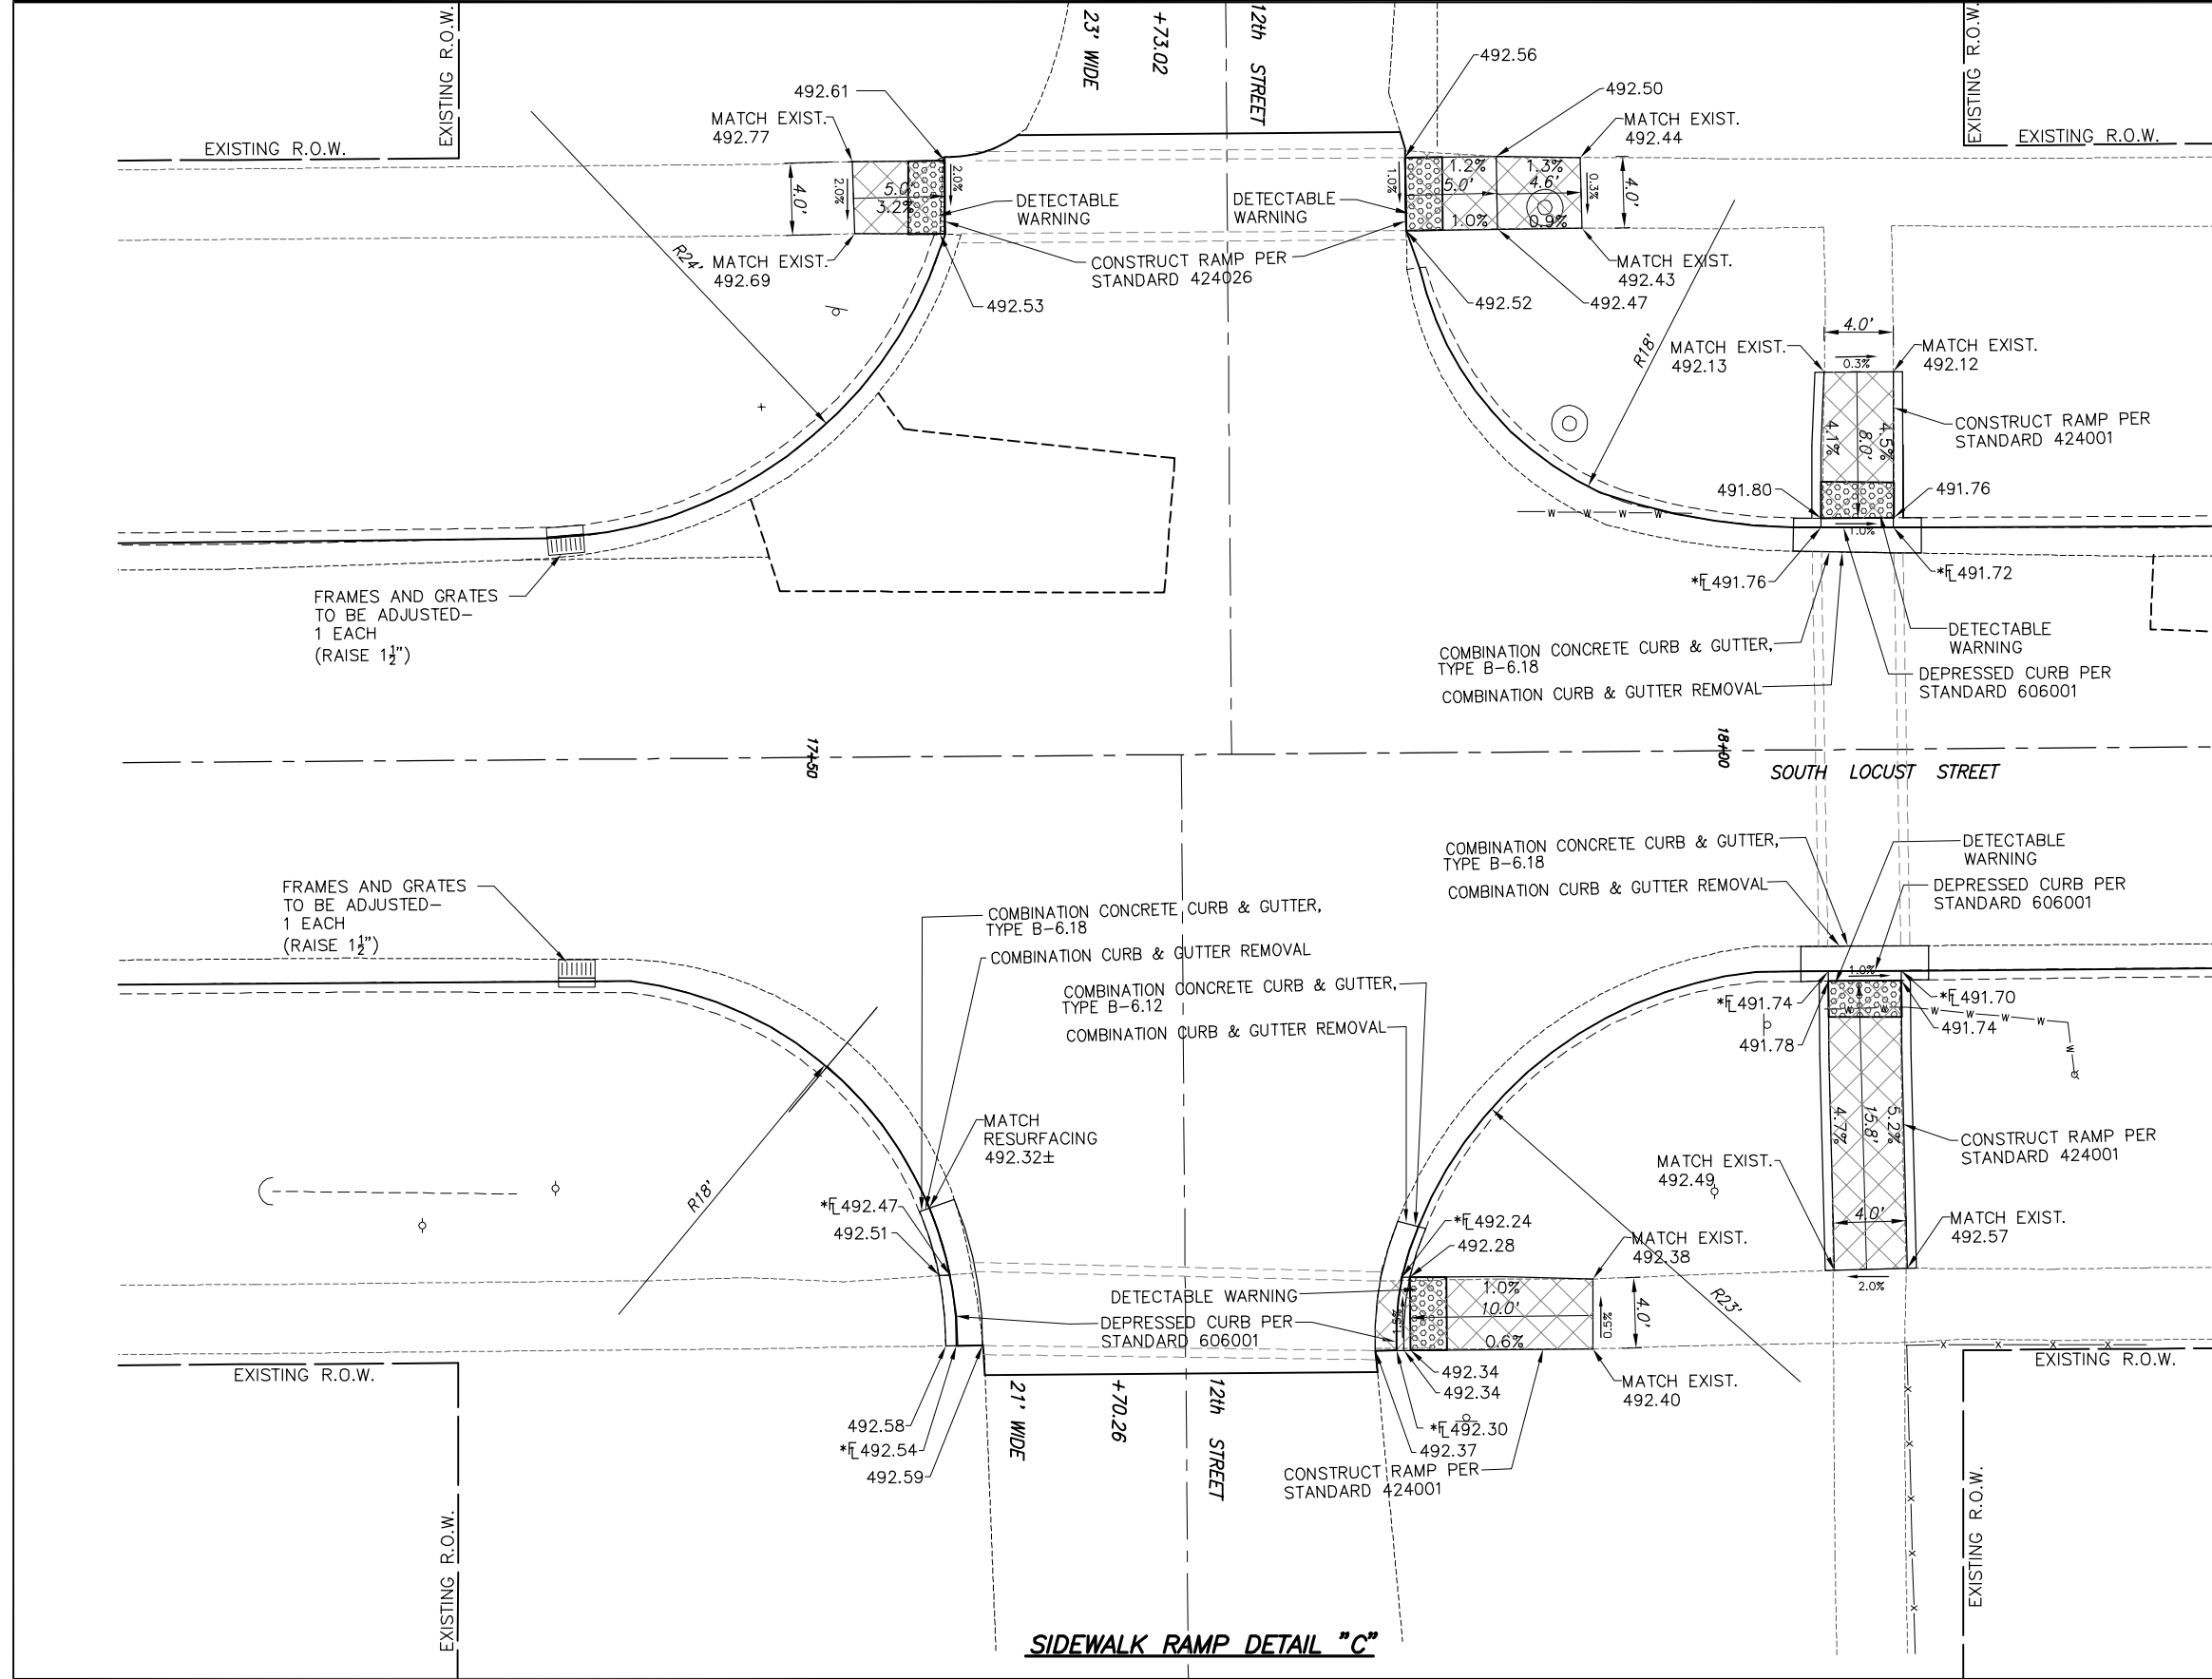 EXISTING R.O.W.
EXISTING R.O.W.
23' WIDE
+73.02
12th STREET
EXISTING R.O.W.
EXISTING R.O.W.
492.61
MATCH EXIST.
492.77
4.0'
2.0%
5.0'
3.2%
2.0%
DETECTABLE
WARNING
MATCH EXIST.
492.69
R24'
492.53
CONSTRUCT RAMP PER
STANDARD 424026
DETECTABLE
WARNING
492.56
492.50
MATCH EXIST.
492.44
1.0%
1.2%
5.0'
1.0%
1.3%
4.6'
0.9%
0.3%
4.0'
MATCH EXIST.
492.43
492.47
492.52
R18'
4.0'
MATCH EXIST.
492.13
0.3%
MATCH EXIST.
492.12
4.1%
8.0'
4.5%
CONSTRUCT RAMP PER
STANDARD 424001
491.80
491.76
W W W W
1.0%
*FL491.76
*FL491.72
DETECTABLE
WARNING
COMBINATION CONCRETE CURB & GUTTER,
TYPE B-6.18
COMBINATION CURB & GUTTER REMOVAL
DEPRESSED CURB PER
STANDARD 606001
FRAMES AND GRATES
TO BE ADJUSTED-
1 EACH
(RAISE 1½")
17+50
18+00
SOUTH LOCUST STREET
FRAMES AND GRATES
TO BE ADJUSTED-
1 EACH
(RAISE 1½")
COMBINATION CONCRETE CURB & GUTTER,
TYPE B-6.18
COMBINATION CURB & GUTTER REMOVAL
DETECTABLE
WARNING
DEPRESSED CURB PER
STANDARD 606001
COMBINATION CONCRETE CURB & GUTTER,
TYPE B-6.18
COMBINATION CURB & GUTTER REMOVAL
COMBINATION CONCRETE CURB & GUTTER,
TYPE B-6.12
COMBINATION CURB & GUTTER REMOVAL
1.0%
*FL491.74
*FL491.70
491.74
491.78
W W W W W W W
4.7%
15.8'
5.2%
CONSTRUCT RAMP PER
STANDARD 424001
MATCH
RESURFACING
492.32±
R18'
*FL492.47
492.51
*FL492.24
492.28
MATCH EXIST.
492.49
MATCH EXIST.
492.38
4.0'
MATCH EXIST.
492.57
2.0%
R23'
DETECTABLE WARNING
DEPRESSED CURB PER
STANDARD 606001
1.5%
1.0%
10.0'
0.6%
0.5%
4.0'
X X X X
EXISTING R.O.W.
EXISTING R.O.W.
492.34
492.34
*FL492.30
492.37
MATCH EXIST.
492.40
CONSTRUCT RAMP PER
STANDARD 424001
492.58
*FL492.54
492.59
21' WIDE
+70.26
12th STREET
X X X X X
EXISTING R.O.W.
EXISTING R.O.W.
SIDEWALK RAMP DETAIL "C"